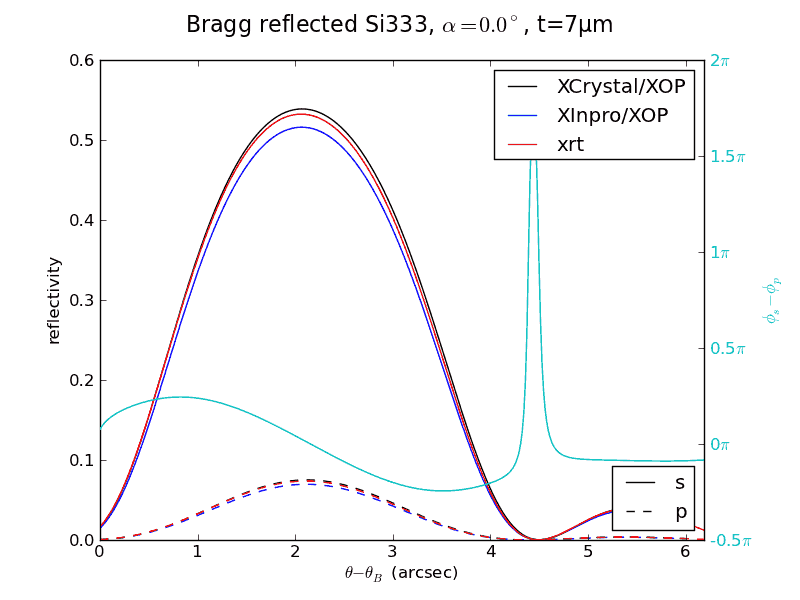 Bragg reflected Si333, α=0.0°, t=7μm
0.6
0.5
0.4
0.3
0.2
0.1
0.0
reflectivity
XCrystal/XOP
XInpro/XOP
xrt
s
p
2π
1.5π
1π
0.5π
0π
-0.5π
ϕₛ−ϕₚ
0 1 2 3 4 5 6
θ−θ_B (arcsec)